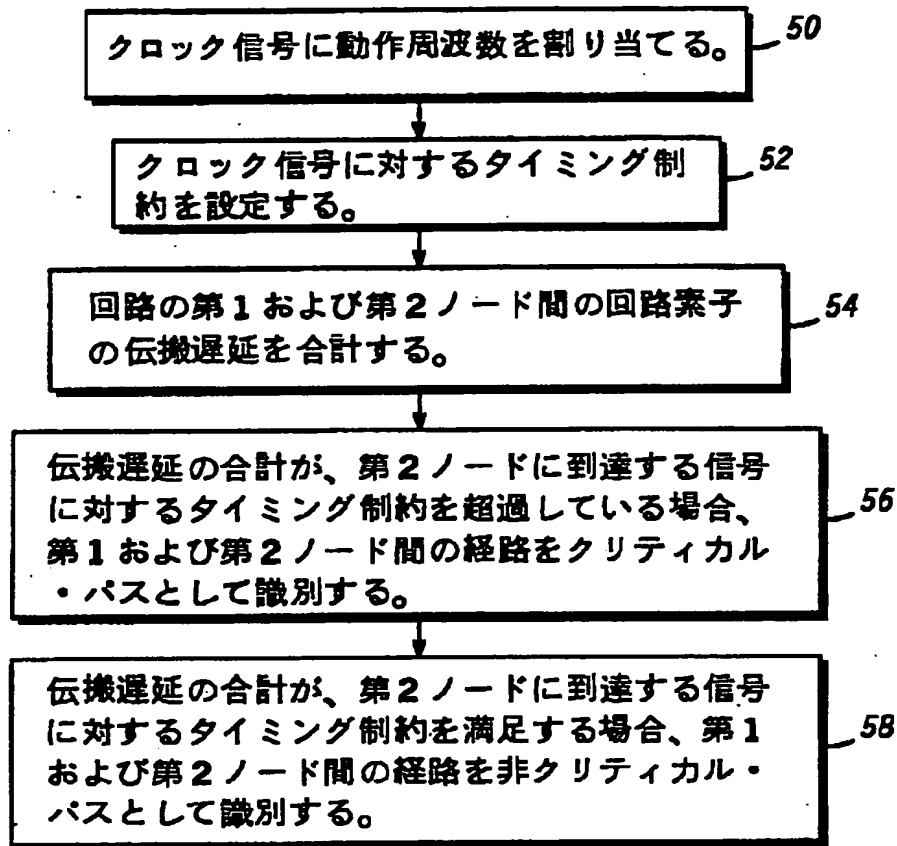 クロック信号に動作周波数を割り当てる。 50
クロック信号に対するタイミング制 52
約を設定する。
回路の第1および第2ノード間の回路素子 54
の伝搬遅延を合計する。
伝搬遅延の合計が、第2ノードに到達する信号
に対するタイミング制約を超過している場合、 56
第1および第2ノード間の経路をクリティカル
・パスとして識別する。
伝搬遅延の合計が、第2ノードに到達する信号
に対するタイミング制約を満足する場合、第1 58
および第2ノード間の経路を非クリティカル・
パスとして識別する。